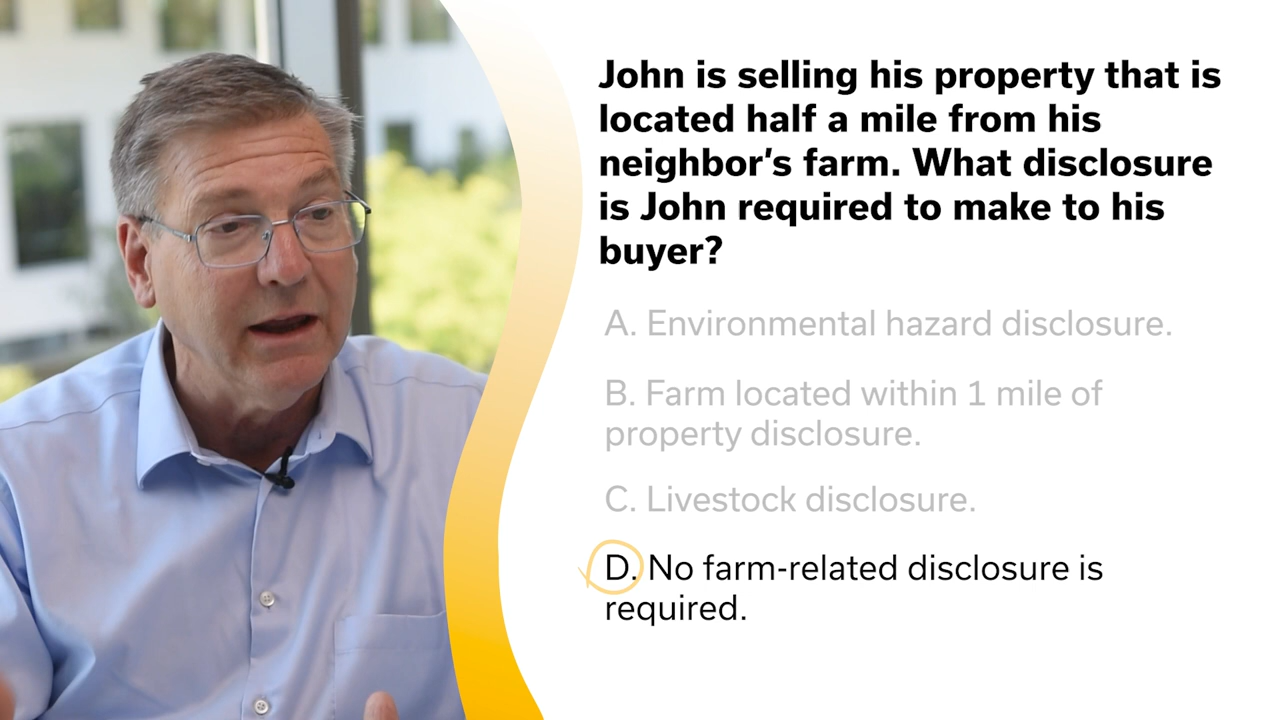 John is selling his property that is
located half a mile from his
neighbor's farm. What disclosure
is John required to make to his
buyer?
A. Environmental hazard disclosure.
B. Farm located within 1 mile of
property disclosure.
C. Livestock disclosure.
D. No farm-related disclosure is
required.